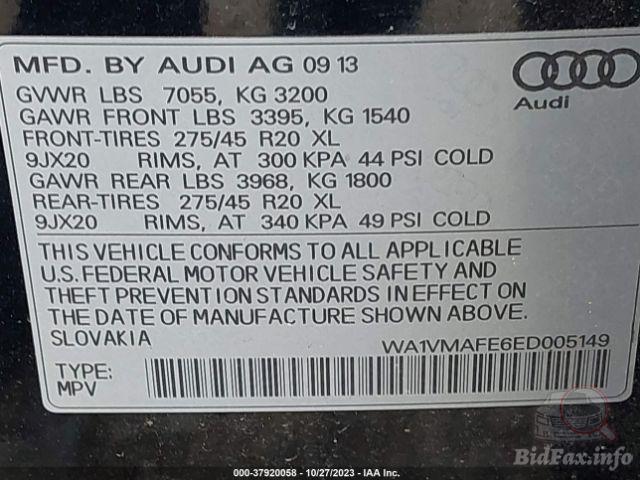 MFD. BY AUDI AG 09 13
Audi
GVWR LBS 7055, KG 3200
GAWR FRONT LBS 3395, KG 1540
FRONT-TIRES 275/45 R20 XL
9JX20 RIMS, AT 300 KPA 44 PSI COLD
GAWR REAR LBS 3968, KG 1800
REAR-TIRES 275/45 R20 XL
9JX20 RIMS, AT 340 KPA 49 PSI COLD
THIS VEHICLE CONFORMS TO ALL APPLICABLE
U.S.FEDERAL MOTOR VEHICLE SAFETY AND
THEFT PREVENTION STANDARDS IN EFFECT ON
THE DATE OF MANUFACTURE SHOWN ABOVE.
SLOVAKIA
WA1VMAFE6ED005149
TYPE:
MPV
BidFax.info
000-37920058 - 10/27/2023 - IAA Inc.